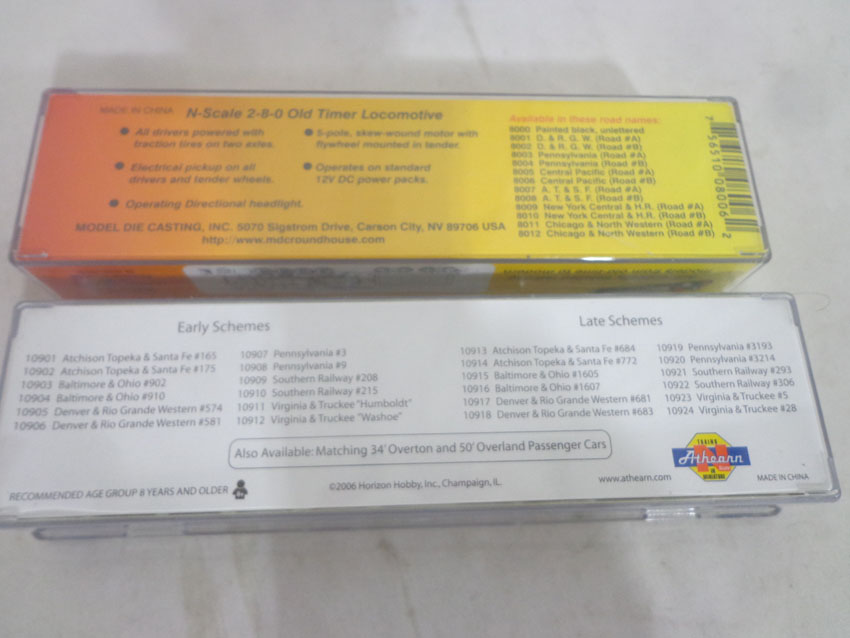 MADE IN CHINA N-Scale 2-8-0 Old Timer Locomotive
All drivers powered with
traction tires on two axles.
Electrical pickup on all
drivers and tender wheels.
Operating Directional headlight.
5-pole, skew-wound motor with
flywheel mounted in tender.
Operates on standard
12V DC power packs.
MODEL DIE CASTING, INC. 5070 Sigstrom Drive, Carson City, NV 89706 USA
http://www.mdcroundhouse.com
Available in these road names:
8000 Painted black, unlettered
8001 D. & R. G. W. (Road #A)
8002 D. & R. G. W. (Road #B)
8003 Pennsylvania (Road #A)
8004 Pennsylvania (Road #B)
8005 Central Pacific (Road #A)
8006 Central Pacific (Road #B)
8007 A. T. & S. F. (Road #A)
8008 A. T. & S. F. (Road #B)
8009 New York Central & H.R. (Road #A)
8010 New York Central & H.R. (Road #B)
8011 Chicago & North Western (Road #A)
8012 Chicago & North Western (Road #B)
7 56510 08006 2
Early Schemes
10901 Atchison Topeka & Santa Fe #165
10902 Atchison Topeka & Santa Fe #175
10903 Baltimore & Ohio #902
10904 Baltimore & Ohio #910
10905 Denver & Rio Grande Western #574
10906 Denver & Rio Grande Western #581
10907 Pennsylvania #3
10908 Pennsylvania #9
10909 Southern Railway #208
10910 Southern Railway #215
10911 Virginia & Truckee "Humboldt"
10912 Virginia & Truckee "Washoe"
Late Schemes
10913 Atchison Topeka & Santa Fe #684
10914 Atchison Topeka & Santa Fe #772
10915 Baltimore & Ohio #1605
10916 Baltimore & Ohio #1607
10917 Denver & Rio Grande Western #681
10918 Denver & Rio Grande Western #683
10919 Pennsylvania #3193
10920 Pennsylvania #3214
10921 Southern Railway #293
10922 Southern Railway #306
10923 Virginia & Truckee #5
10924 Virginia & Truckee #28
Also Available: Matching 34' Overton and 50' Overland Passenger Cars
TRAINS
Athearn
IN
MINIATURE
RECOMMENDED AGE GROUP 8 YEARS AND OLDER
©2006 Horizon Hobby, Inc., Champaign, IL.
www.athearn.com
MADE IN CHINA